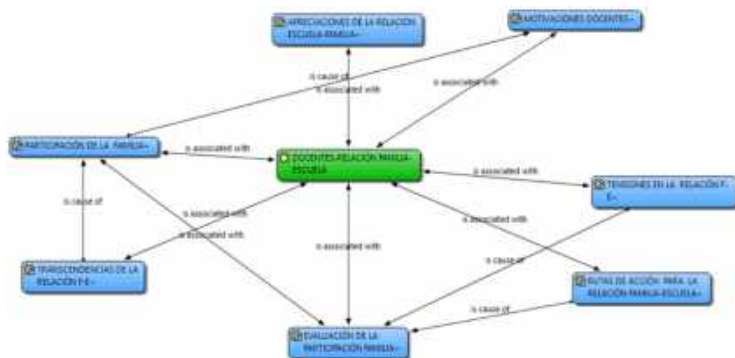 APRECIACIONES DE LA RELACIÓN
ESCUELA-FAMILIA~
MOTIVACIONES DOCENTES~
is cause of
is associated with
is associated with
PARTICIPACIÓN DE LA FAMILIA~
is associated with
DOCENTES-RELACIÓN FAMILIA-
ESCUELA
is associated with
TENSIONES EN LA RELACIÓN F-
E~
is cause of
is associated with
is associated with
is associated with
is associated with
is cause of
TRANSCENDENCIAS DE LA
RELACIÓN F-E~
RUTAS DE ACCIÓN PARA LA
RELACIÓN FAMILIA-ESCUELA~
is cause of
EVALUACIÓN DE LA
PARTICIPACIÓN FAMILIA~